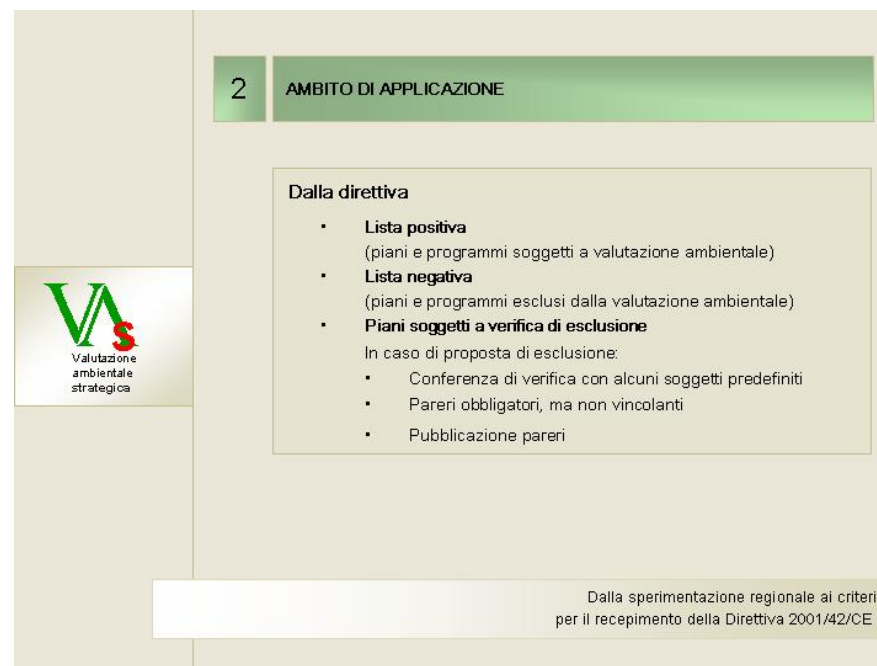 2
AMBITO DI APPLICAZIONE
Dalla direttiva
• Lista positiva
(piani e programmi soggetti a valutazione ambientale)
• Lista negativa
(piani e programmi esclusi dalla valutazione ambientale)
• Piani soggetti a verifica di esclusione
In caso di proposta di esclusione:
• Conferenza di verifica con alcuni soggetti predefiniti
• Pareri obbligatori, ma non vincolanti
• Pubblicazione pareri
VAs
Valutazione
ambientale
strategica
Dalla sperimentazione regionale ai criteri
per il recepimento della Direttiva 2001/42/CE